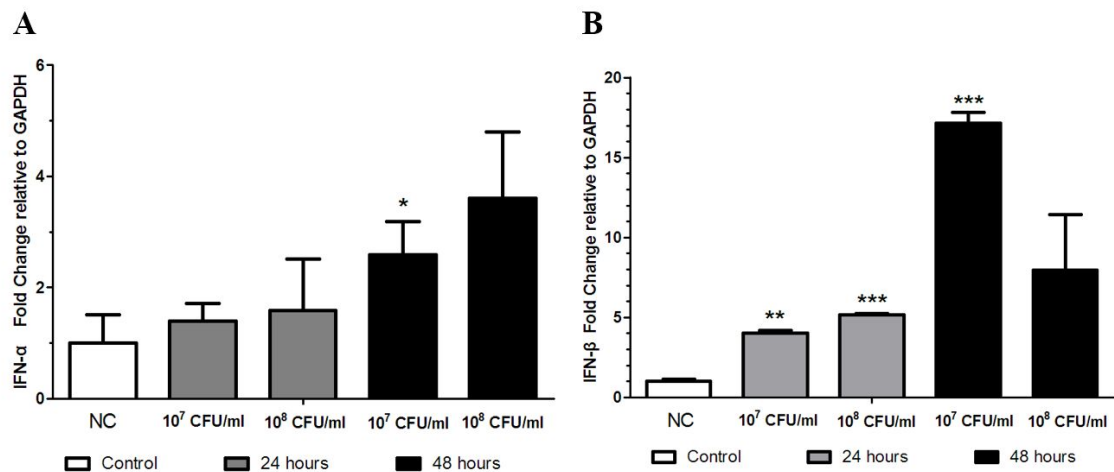 A
IFN-α Fold Change relative to GAPDH
6
4
2
0
*
NC
10⁷ CFU/ml
10⁸ CFU/ml
10⁷ CFU/ml
10⁸ CFU/ml
Control
24 hours
48 hours
B
IFN-β Fold Change relative to GAPDH
20
15
10
5
0
**
***
***
NC
10⁷ CFU/ml
10⁸ CFU/ml
10⁷ CFU/ml
10⁸ CFU/ml
Control
24 hours
48 hours